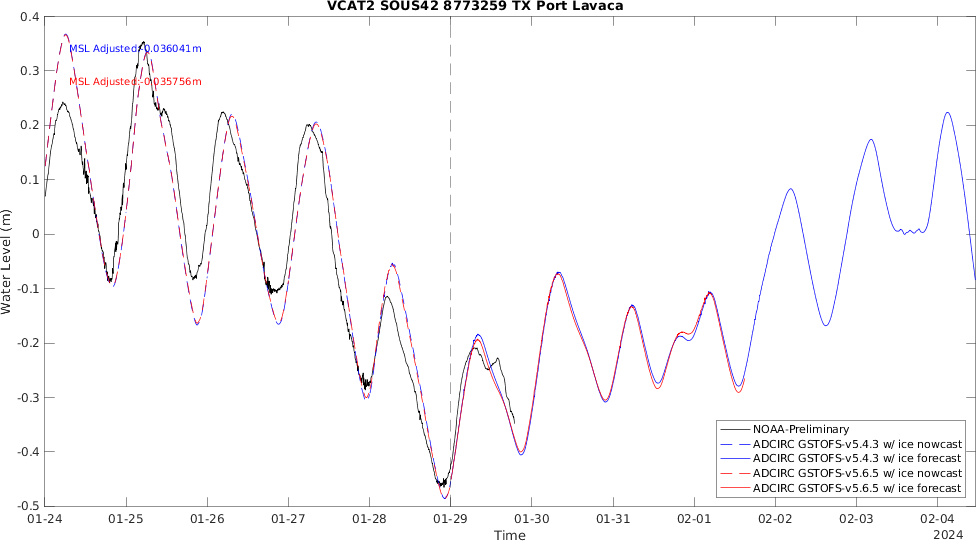 VCAT2 SOUS42 8773259 TX Port Lavaca
MSL Adjusted:-0.036041m
MSL Adjusted:-0.035756m
0.4
0.3
0.2
0.1
0
-0.1
-0.2
-0.3
-0.4
-0.5
Water Level (m)
NOAA-Preliminary
ADCIRC GSTOFS-v5.4.3 w/ ice nowcast
ADCIRC GSTOFS-v5.4.3 w/ ice forecast
ADCIRC GSTOFS-v5.6.5 w/ ice nowcast
ADCIRC GSTOFS-v5.6.5 w/ ice forecast
01-24 01-25 01-26 01-27 01-28 01-29 01-30 01-31 02-01 02-02 02-03 02-04
Time
2024